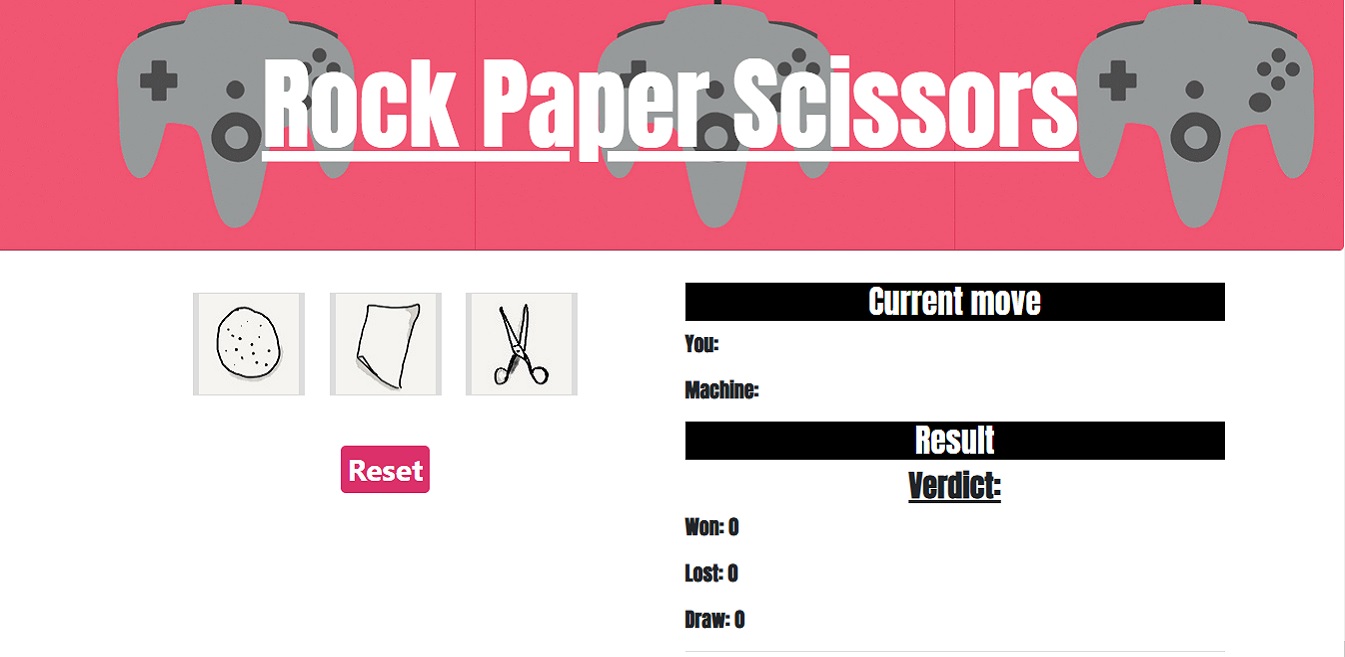 Rock Paper Scissors
Current move
You:
Machine:
Reset
Result
Verdict:
Won: 0
Lost: 0
Draw: 0